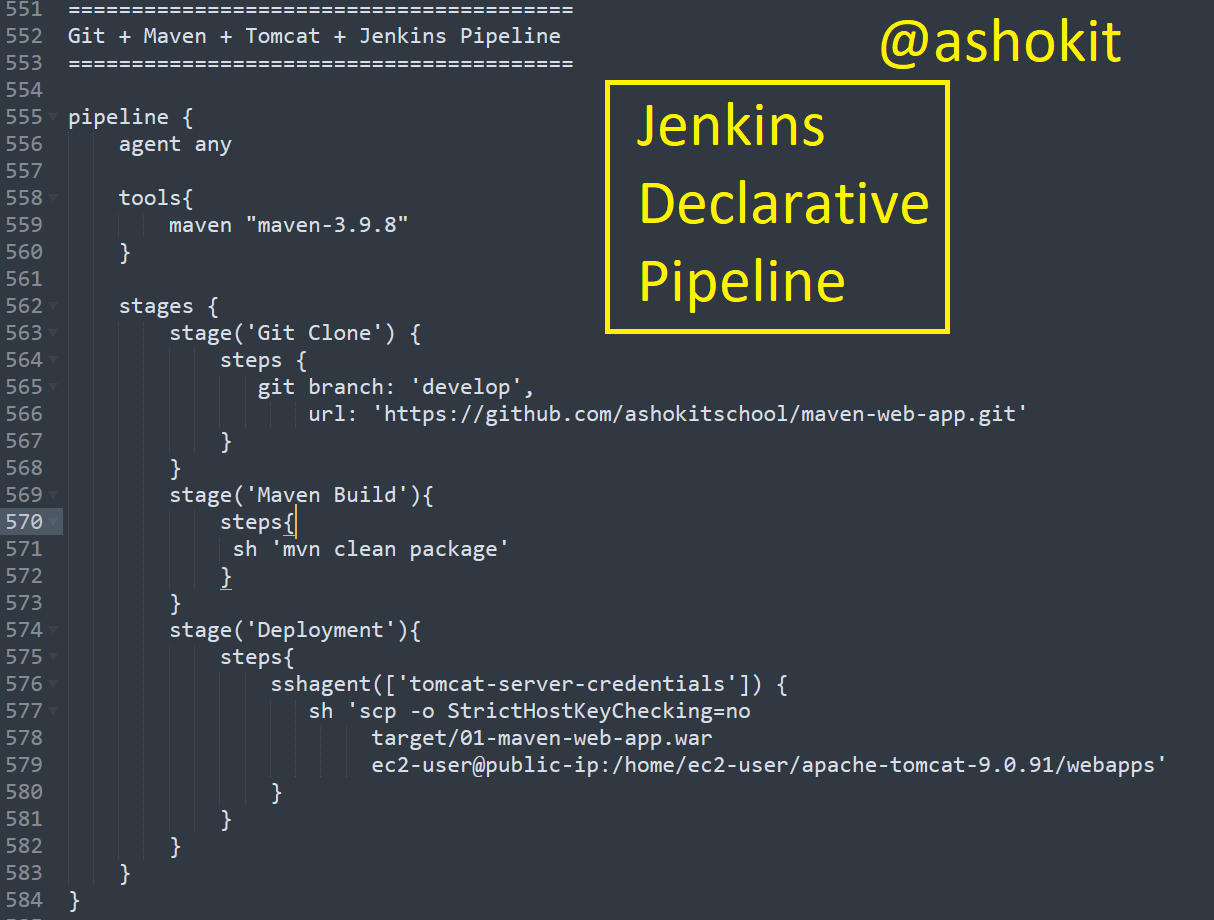 551 ========================================
552 Git + Maven + Tomcat + Jenkins Pipeline
553 ========================================
@ashokit
Jenkins
Declarative
Pipeline
554
555 pipeline {
556     agent any
557
558     tools{
559         maven "maven-3.9.8"
560     }
561
562     stages {
563         stage('Git Clone') {
564             steps {
565                git branch: 'develop',
566                    url: 'https://github.com/ashokitschool/maven-web-app.git'
567             }
568         }
569         stage('Maven Build'){
570             steps{
571              sh 'mvn clean package'
572             }
573         }
574         stage('Deployment'){
575             steps{
576                 sshagent(['tomcat-server-credentials']) {
577                    sh 'scp -o StrictHostKeyChecking=no
578                         target/01-maven-web-app.war
579                         ec2-user@public-ip:/home/ec2-user/apache-tomcat-9.0.91/webapps'
580                 }
581             }
582         }
583     }
584 }